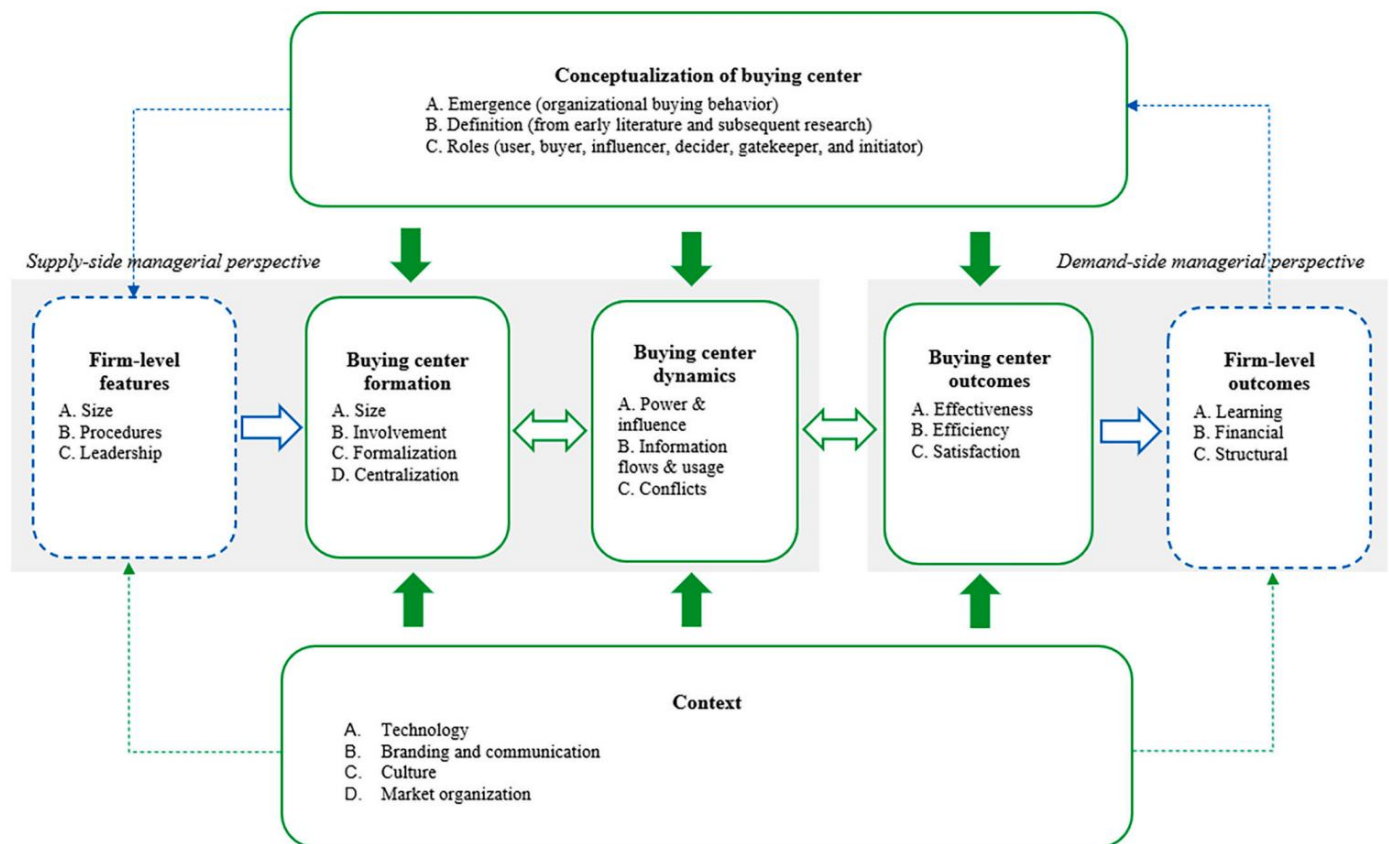 Conceptualization of buying center
A. Emergence (organizational buying behavior)
B. Definition (from early literature and subsequent research)
C. Roles (user, buyer, influencer, decider, gatekeeper, and initiator)
Supply-side managerial perspective
Demand-side managerial perspective
Firm-level
features
A. Size
B. Procedures
C. Leadership
Buying center
formation
A. Size
B. Involvement
C. Formalization
D. Centralization
Buying center
dynamics
A. Power &
influence
B. Information
flows & usage
C. Conflicts
Buying center
outcomes
A. Effectiveness
B. Efficiency
C. Satisfaction
Firm-level
outcomes
A. Learning
B. Financial
C. Structural
Context
A. Technology
B. Branding and communication
C. Culture
D. Market organization